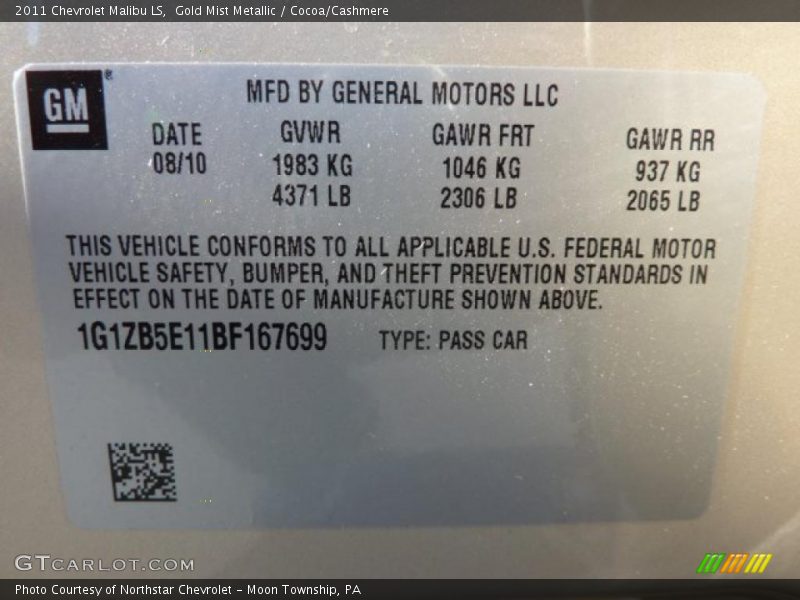 2011 Chevrolet Malibu LS,  Gold Mist Metallic / Cocoa/Cashmere
GM®
MFD BY GENERAL MOTORS LLC
DATE GVWR GAWR FRT GAWR RR
08/10 1983 KG 1046 KG 937 KG
4371 LB 2306 LB 2065 LB
THIS VEHICLE CONFORMS TO ALL APPLICABLE U.S. FEDERAL MOTOR
VEHICLE SAFETY, BUMPER, AND THEFT PREVENTION STANDARDS IN
EFFECT ON THE DATE OF MANUFACTURE SHOWN ABOVE.
1G1ZB5E11BF167699 TYPE: PASS CAR
GTCARLOT.COM
Photo Courtesy of Northstar Chevrolet - Moon Township, PA